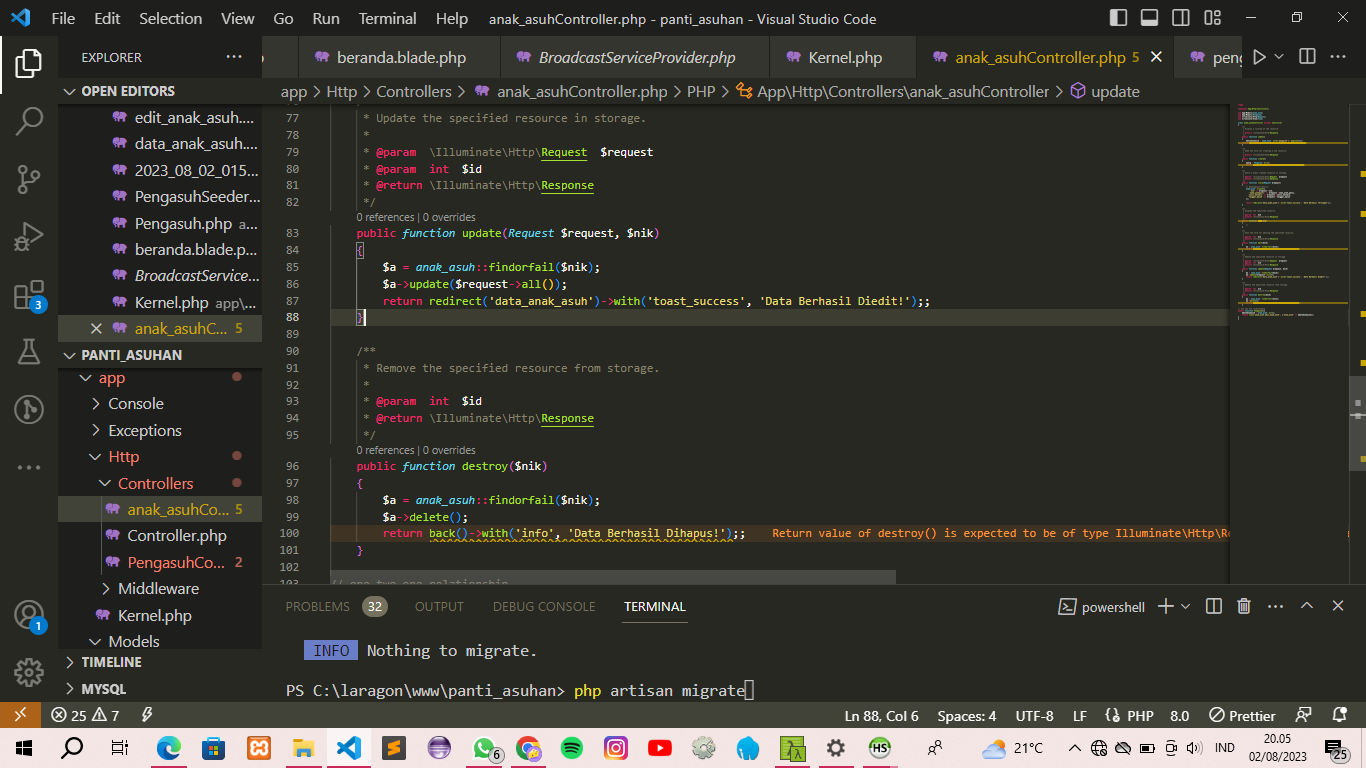 File Edit Selection View Go Run Terminal Help anak_asuhController.php - panti_asuhan - Visual Studio Code
EXPLORER ... beranda.blade.php BroadcastServiceProvider.php Kernel.php anak_asuhController.php 5
OPEN EDITORS
app > Http > Controllers > anak_asuhController.php > PHP > App\Http\Controllers\anak_asuhController > update
edit_anak_asuh....
data_anak_asuh....
2023_08_02_015...
PengasuhSeeder...
Pengasuh.php a...
beranda.blade.p...
BroadcastService...
Kernel.php app\...
anak_asuhC... 5
PANTI_ASUHAN
app
Console
Exceptions
Http
Controllers
anak_asuhCo... 5
Controller.php
PengasuhCo... 2
Middleware
Kernel.php
Models
TIMELINE
MYSQL
3
1
77 * Update the specified resource in storage.
78 *
79 * @param \Illuminate\Http\Request $request
80 * @param int $id
81 * @return \Illuminate\Http\Response
82 */
0 references | 0 overrides
83 public function update(Request $request, $nik)
84 {
85 $a = anak_asuh::findorfail($nik);
86 $a->update($request->all());
87 return redirect('data_anak_asuh')->with('toast_success', 'Data Berhasil Diedit!');;
88 }
89
90 /**
91 * Remove the specified resource from storage.
92 *
93 * @param int $id
94 * @return \Illuminate\Http\Response
95 */
0 references | 0 overrides
96 public function destroy($nik)
97 {
98 $a = anak_asuh::findorfail($nik);
99 $a->delete();
100 return back()->with('info', 'Data Berhasil Dihapus!');; Return value of destroy() is expected to be of type Illuminate\Http\R
101 }
102
103 // one two one relationship
PROBLEMS 32 OUTPUT DEBUG CONSOLE TERMINAL powershell
INFO Nothing to migrate.
PS C:\laragon\www\panti_asuhan> php artisan migrate
25 7 Ln 88, Col 6 Spaces: 4 UTF-8 LF PHP 8.0 Prettier
6 HS 21°C IND 20.05
02/08/2023 25